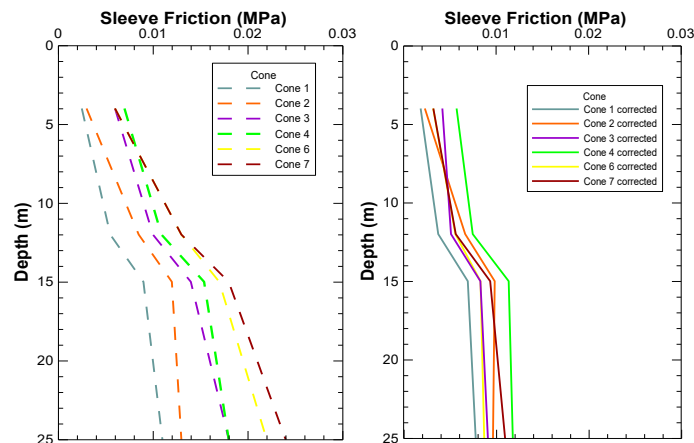 Sleeve Friction (MPa)
0 0.01 0.02 0.03
0
5
10
15
20
25
Depth (m)
Cone
Cone 1
Cone 2
Cone 3
Cone 4
Cone 6
Cone 7
Sleeve Friction (MPa)
0 0.01 0.02 0.03
0
5
10
15
20
25
Depth (m)
Cone
Cone 1 corrected
Cone 2 corrected
Cone 3 corrected
Cone 4 corrected
Cone 6 corrected
Cone 7 corrected